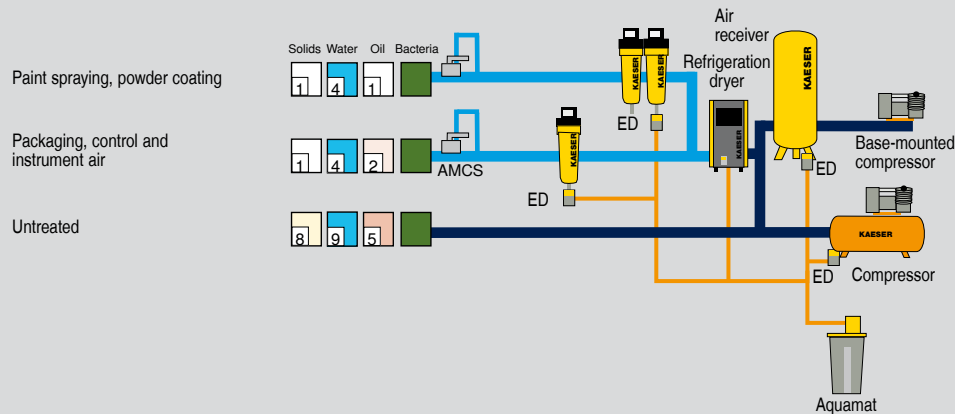 Air
receiver
Refrigeration
dryer
Solids Water Oil Bacteria
Paint spraying, powder coating
1 4 1
KAESER
KAESER
KAESER
KAESER
ED
ED
Base-mounted
compressor
Packaging, control and
instrument air
1 4 2
AMCS
KAESER
ED
Untreated
8 9 5
KAESER
ED
Compressor
Aquamat